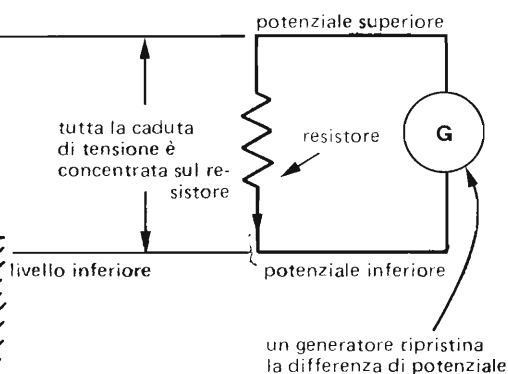 potenziale superiore
tutta la caduta
di tensione è
concentrata sul re-
sistore
resistore
G
livello inferiore
potenziale inferiore
un generatore ripristina
la differenza di potenziale